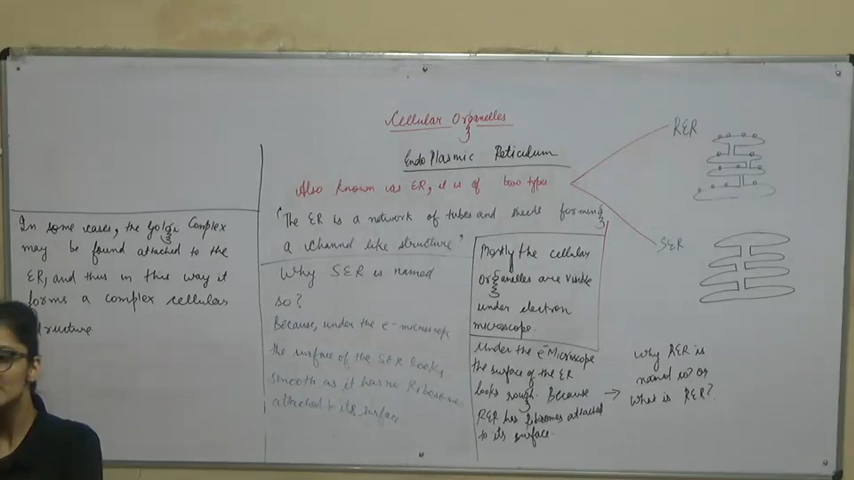 Cellular Organelles
Endoplasmic Reticulum
Also known as ER, it is of two types
RER
SER
"The ER is a network of tubes and sheets forming
a channel like structure"
In some cases, the Golgi Complex
may be found attached to the
ER, and thus in this way it
forms a complex cellular
structure
Why SER is named
so?
Because, under the e- microscope
the surface of the SER looks
smooth as it has no Ribosomes
attached to its surface
Mostly the cellular
organelles are visible
under electron
microscope.
Under the e- Microscope
the surface of the ER
looks rough. Because
RER has ribosomes attached
to its surface.
Why RER is
named so? or
What is RER?